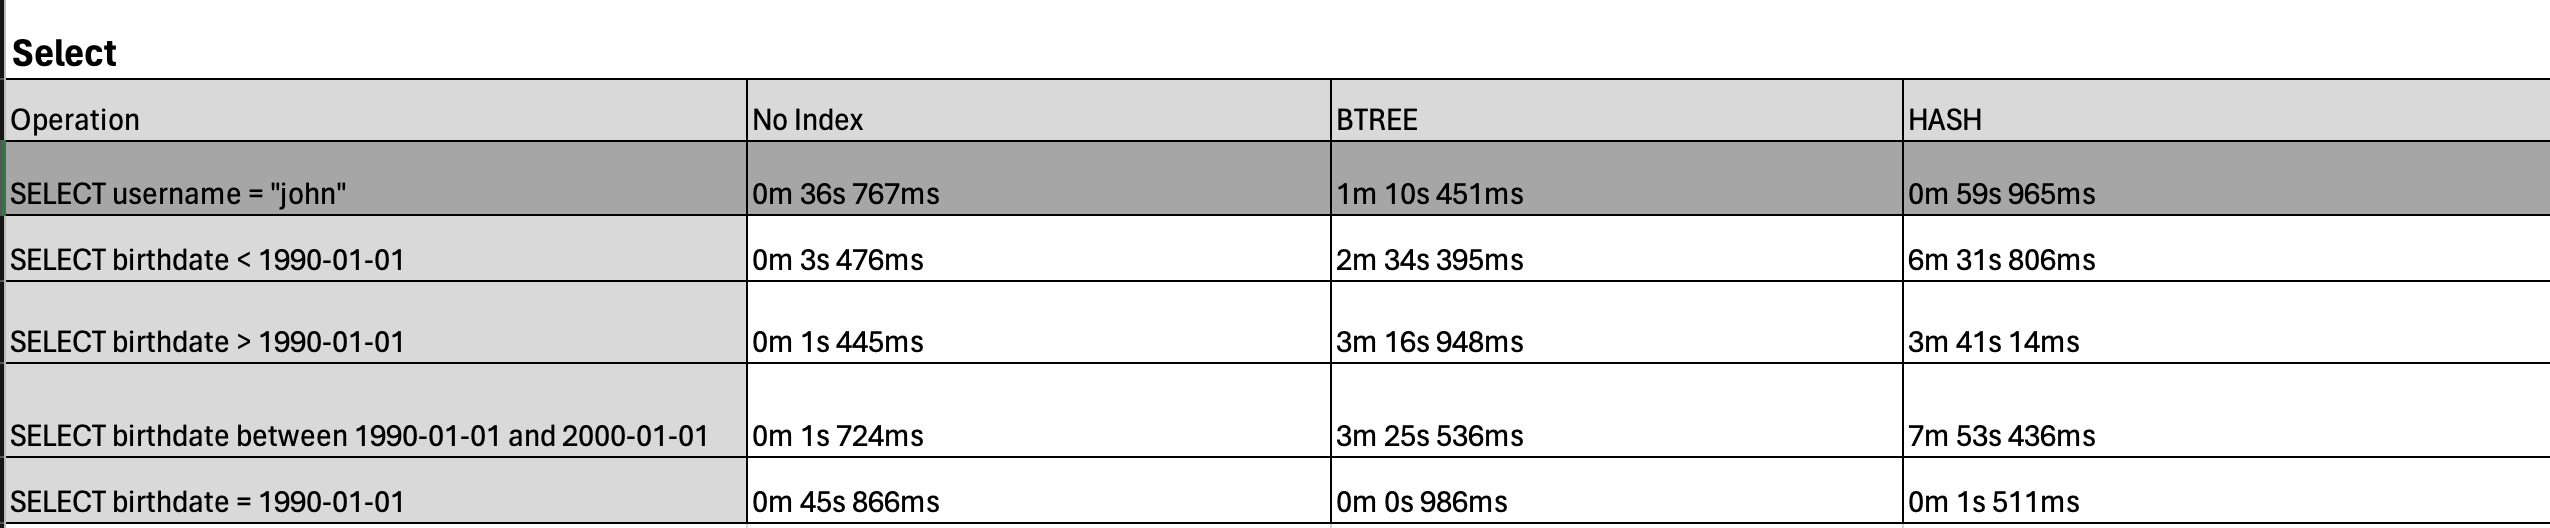 Select
Operation No Index BTREE HASH
SELECT username = "john" 0m 36s 767ms 1m 10s 451ms 0m 59s 965ms
SELECT birthdate < 1990-01-01 0m 3s 476ms 2m 34s 395ms 6m 31s 806ms
SELECT birthdate > 1990-01-01 0m 1s 445ms 3m 16s 948ms 3m 41s 14ms
SELECT birthdate between 1990-01-01 and 2000-01-01 0m 1s 724ms 3m 25s 536ms 7m 53s 436ms
SELECT birthdate = 1990-01-01 0m 45s 866ms 0m 0s 986ms 0m 1s 511ms